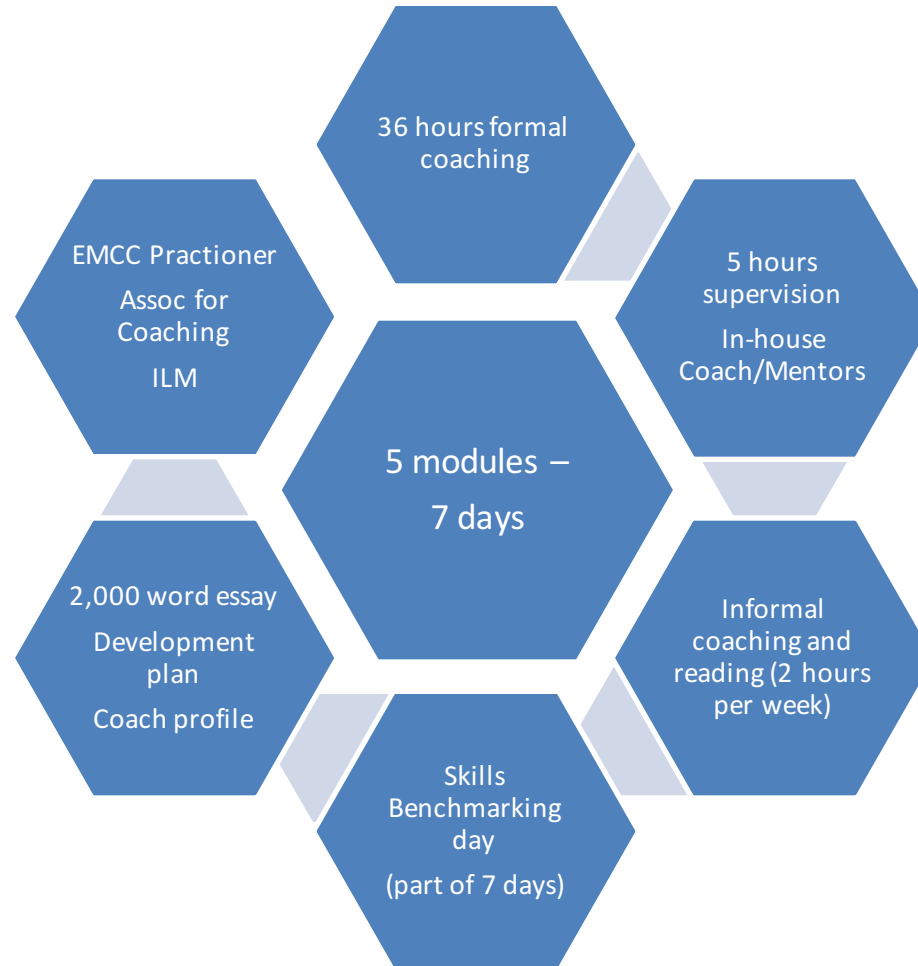 36 hours formal
coaching
5 hours
supervision
In-house
Coach/Mentors
Informal
coaching and
reading (2 hours
per week)
Skills
Benchmarking
day
(part of 7 days)
2,000 word essay
Development
plan
Coach profile
EMCC Practioner
Assoc for
Coaching
ILM
5 modules –
7 days